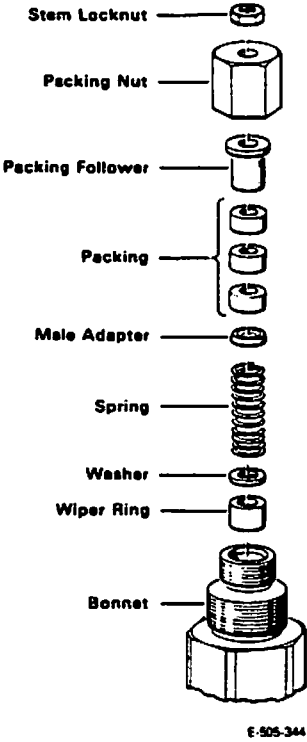 Stem Locknut
Packing Nut
Packing Follower
Packing
Male Adapter
Spring
Washer
Wiper Ring
Bonnet
E-505-344